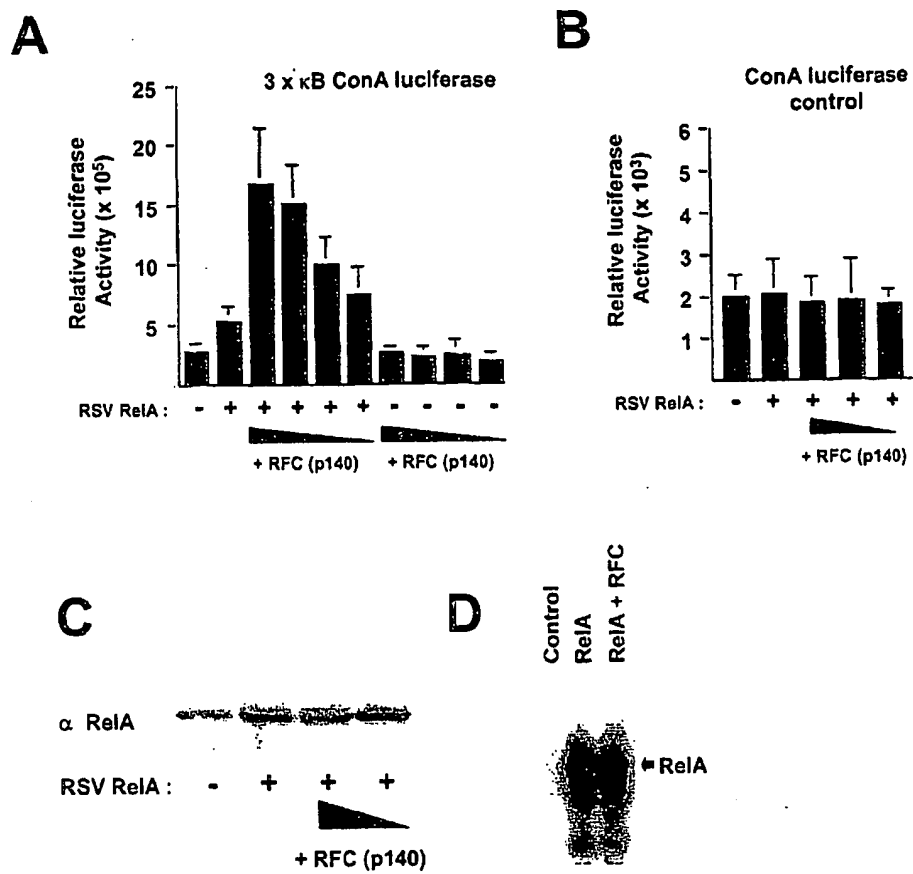 A
3 x κB ConA luciferase
Relative luciferase
Activity (x 10⁵)
25
20
15
10
5
RSV RelA : - + + + + + - - - -
+ RFC (p140) + RFC (p140)
B
ConA luciferase
control
Relative luciferase
Activity (x 10³)
6
5
4
3
2
1
RSV RelA : - + + + +
+ RFC (p140)
C
α RelA
RSV RelA : - + + +
+ RFC (p140)
D
Control
RelA
RelA + RFC
RelA